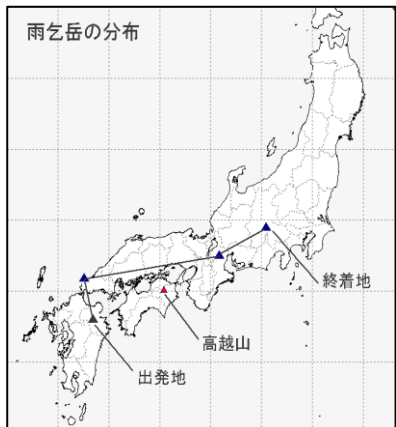 雨乞岳の分布
終着地
高越山
出発地